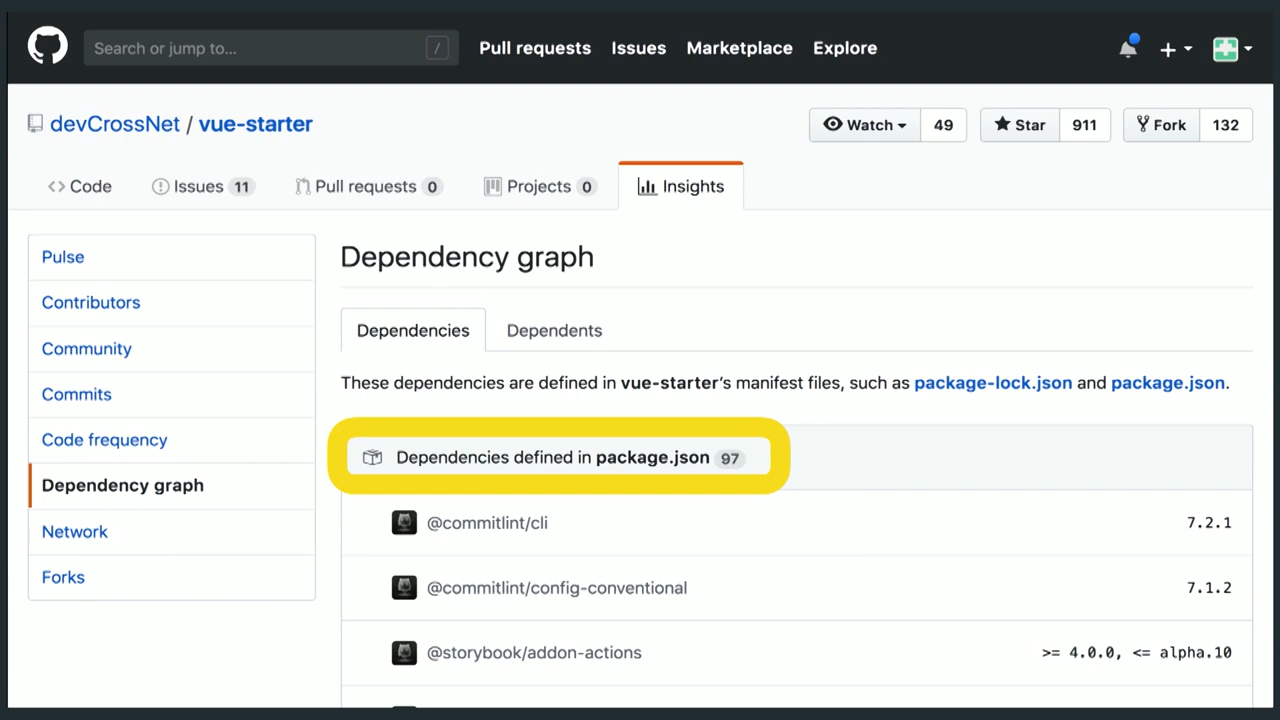 Search or jump to... /
Pull requests Issues Marketplace Explore
devCrossNet / vue-starter
Watch 49 Star 911 Fork 132
<> Code Issues 11 Pull requests 0 Projects 0 Insights
Pulse
Contributors
Community
Commits
Code frequency
Dependency graph
Network
Forks
Dependency graph
Dependencies Dependents
These dependencies are defined in vue-starter’s manifest files, such as package-lock.json and package.json.
Dependencies defined in package.json 97
@commitlint/cli 7.2.1
@commitlint/config-conventional 7.1.2
@storybook/addon-actions >= 4.0.0, <= alpha.10